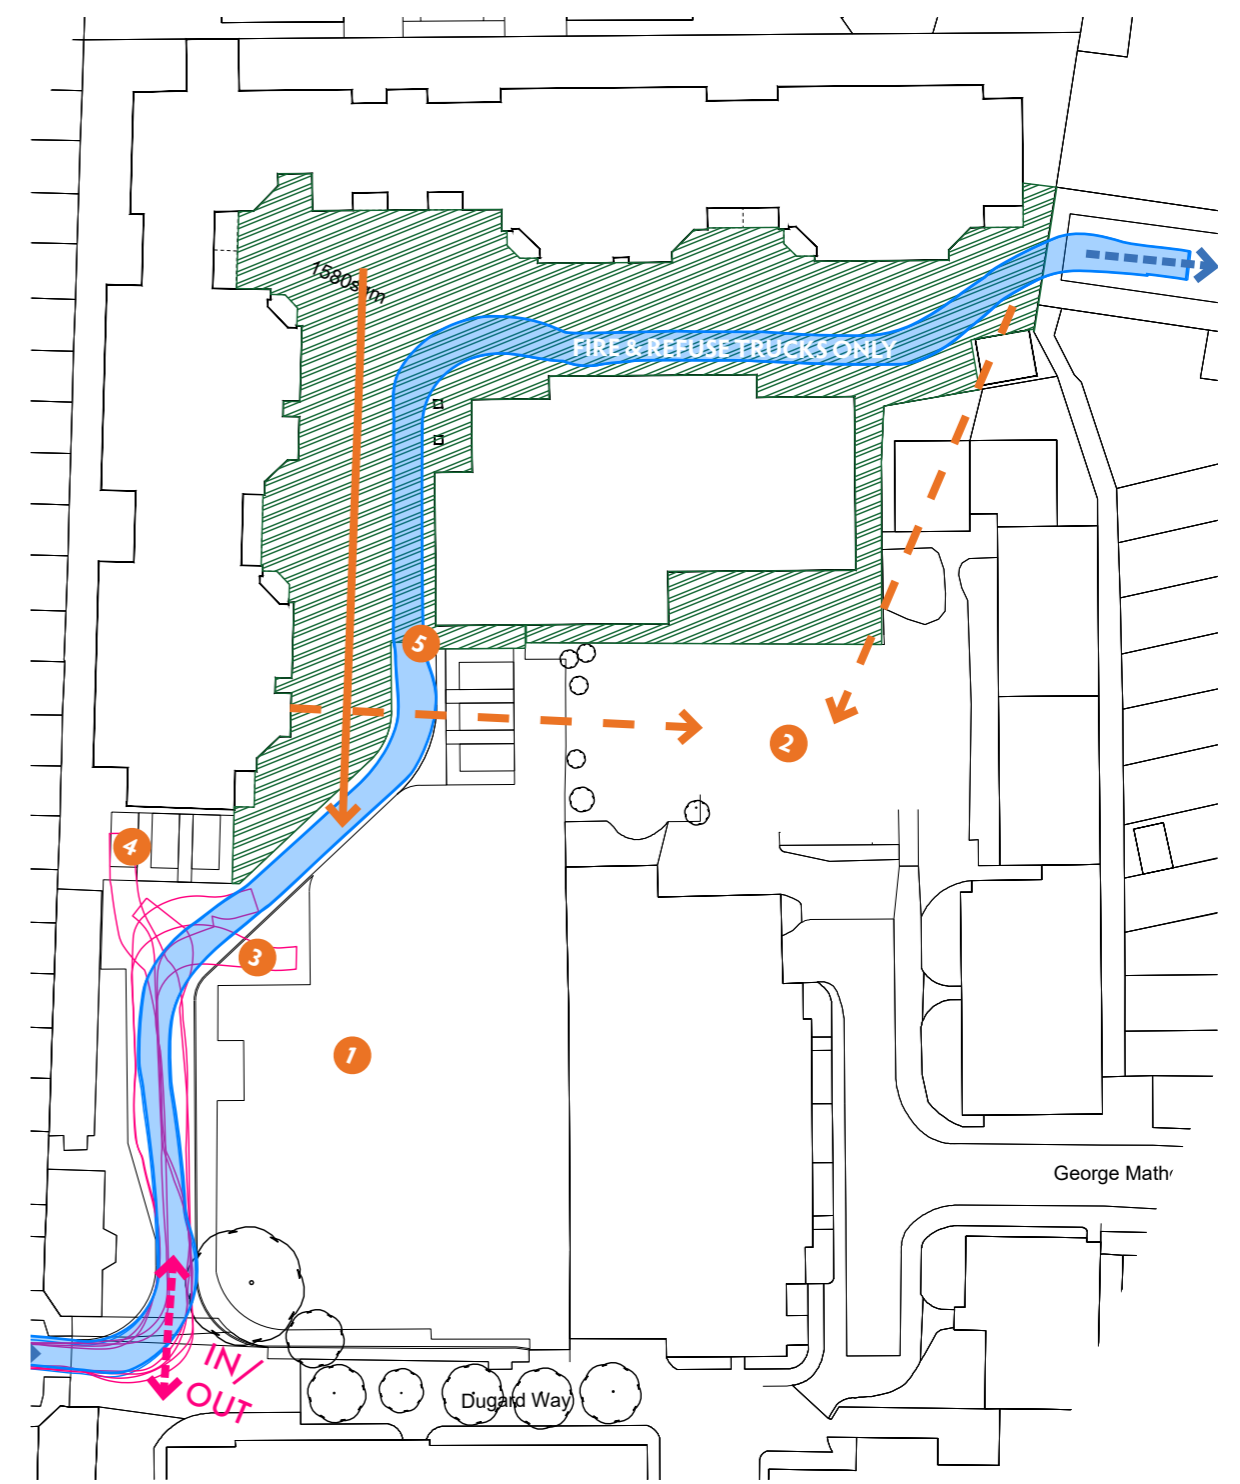 1580sqm
FIRE & REFUSE TRUCKS ONLY
5
2
4
3
1
George Math
IN/
OUT
Dugard Way